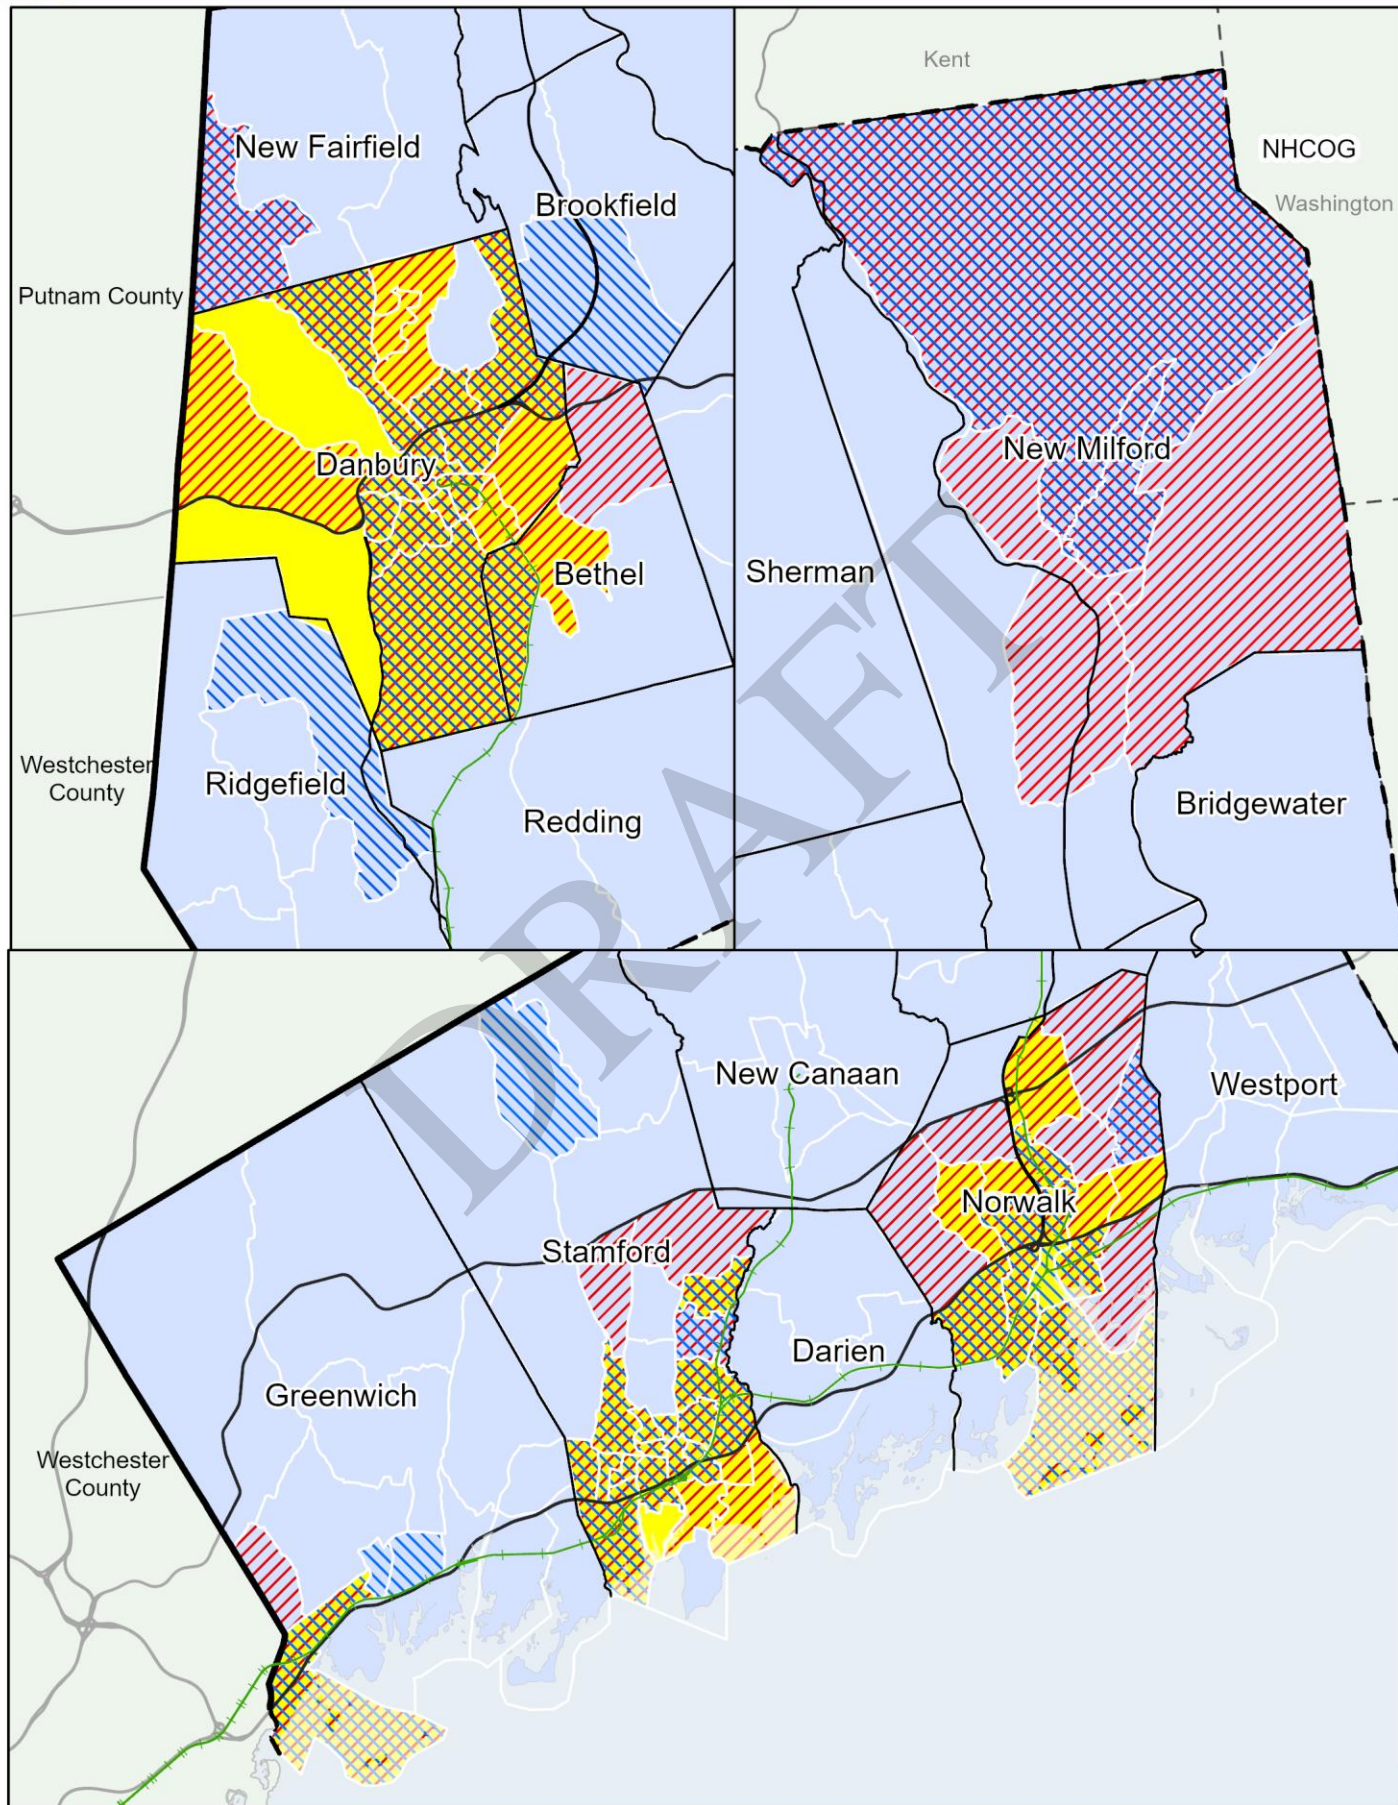 Kent
New Fairfield
NHCOG
Brookfield
Washington
Putnam County
New Milford
Danbury
Bethel
Sherman
Westchester
County
Ridgefield
Redding
Bridgewater
DRAFT
New Canaan
Westport
Norwalk
Stamford
Darien
Greenwich
Westchester
County